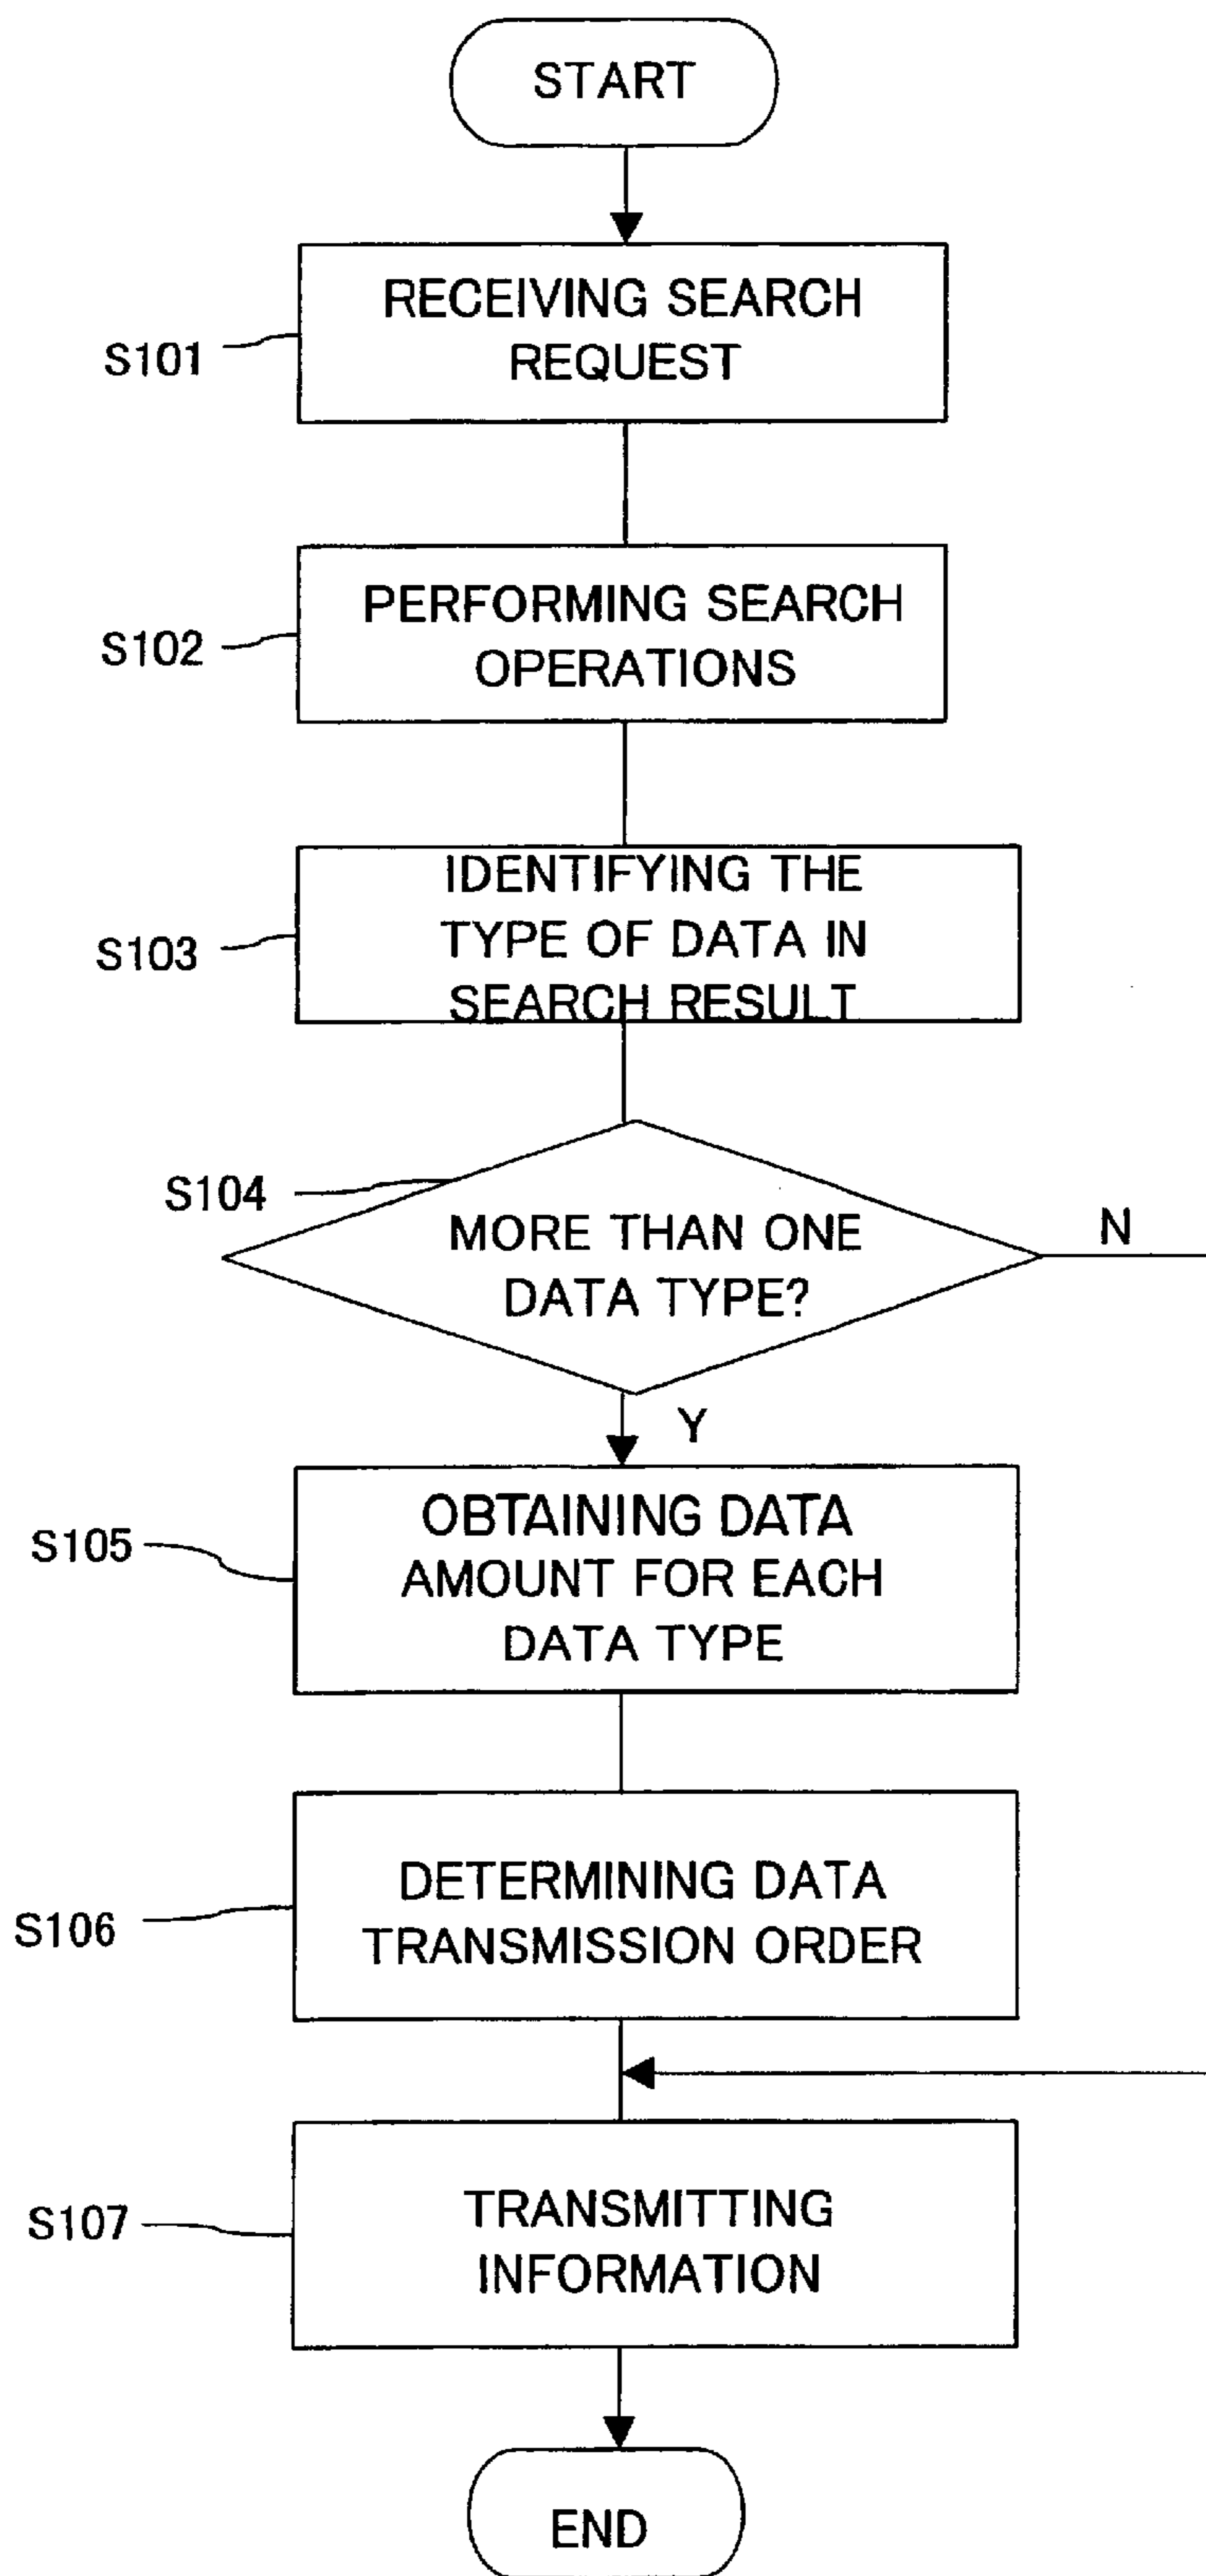 START
RECEIVING SEARCH
REQUEST
S101
PERFORMING SEARCH
OPERATIONS
S102
IDENTIFYING THE
TYPE OF DATA IN
SEARCH RESULT
S103
S104
MORE THAN ONE
DATA TYPE?
N
Y
OBTAINING DATA
AMOUNT FOR EACH
DATA TYPE
S105
DETERMINING DATA
TRANSMISSION ORDER
S106
TRANSMITTING
INFORMATION
S107
END